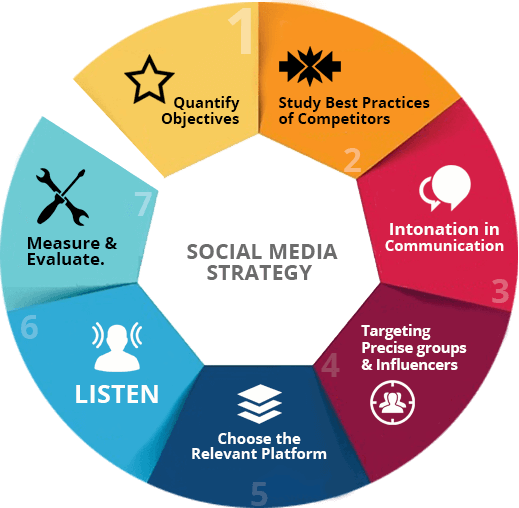 1
Quantify
Objectives
Study Best Practices
of Competitors
2
Intonation in
Communication
3
Targeting
Precise groups
& Influencers
4
Choose the
Relevant Platform
5
LISTEN
6
Measure &
Evaluate.
7
SOCIAL MEDIA
STRATEGY